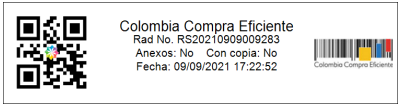 Colombia Compra Eficiente
Rad No. RS20210909009283
Anexos: No Con copia: No
Fecha: 09/09/2021 17:22:52
Colombia Compra Eficiente